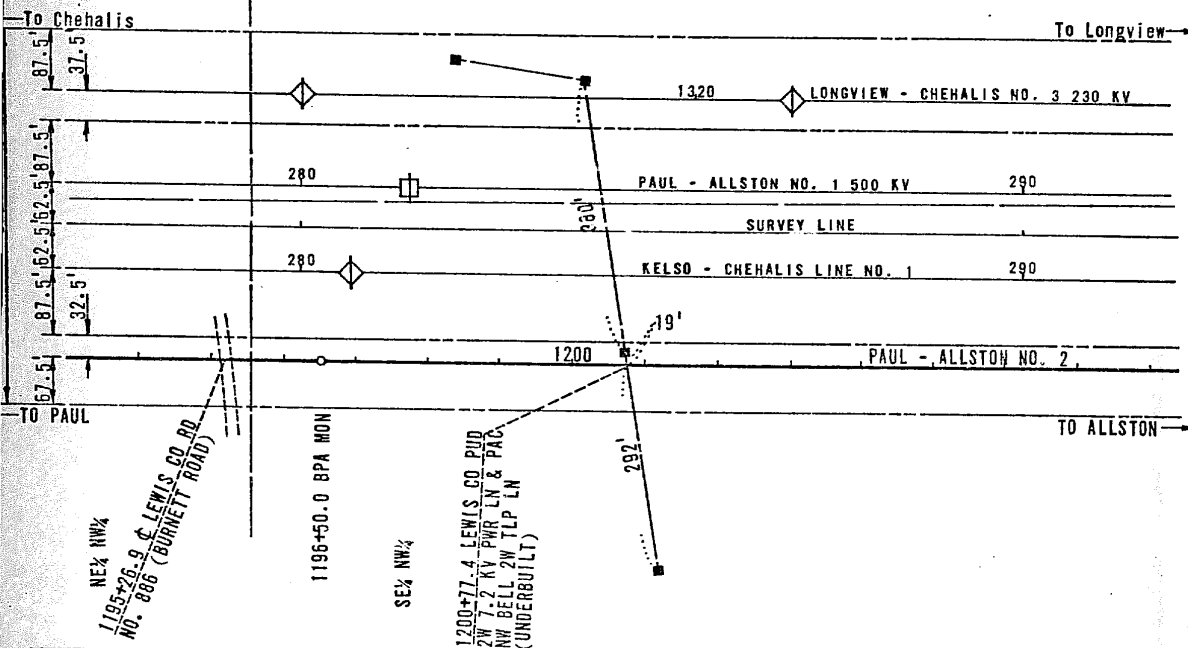 To Chehalis
To Longview
87.5'
37.5'
1320
LONGVIEW - CHEHALIS NO. 3 230 KV
87.5'
280
PAUL - ALLSTON NO. 1 500 KV
290
62.5'
280'
SURVEY LINE
62.5'
280
KELSO - CHEHALIS LINE NO. 1
290
87.5'
32.5'
19'
1200
PAUL - ALLSTON NO. 2
67.5'
TO PAUL
TO ALLSTON
NE¼ NW¼
1195+26.9 ℄ LEWIS CO RD
NO. 886 (BURNETT ROAD)
1196+50.0 BPA MON
SE¼ NW¼
1200+77.4 LEWIS CO PUD
2W 7.2 KV PWR LN & PAC
NW BELL 2W TLP LN
(UNDERBUILT)
292'